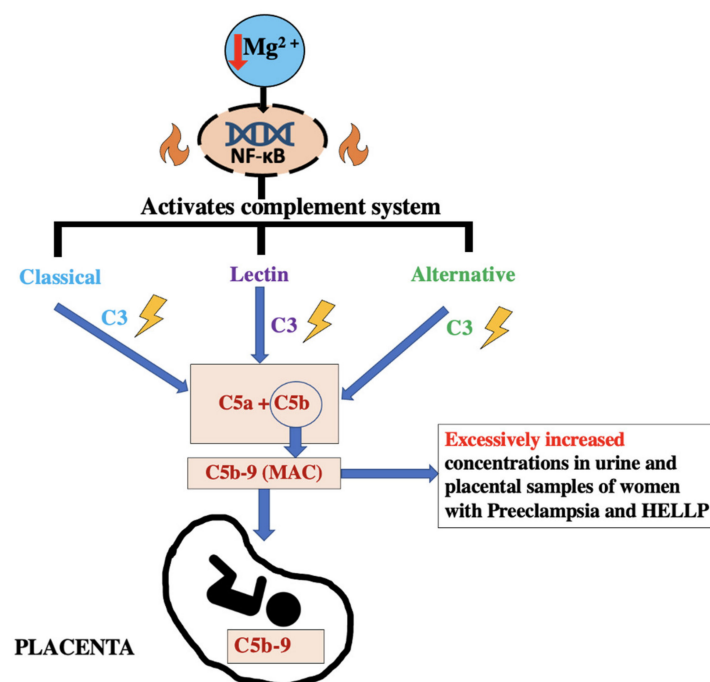 Mg²⁺
NF-κB
Activates complement system
Classical
Lectin
Alternative
C3
C3
C3
C5a + C5b
C5b-9 (MAC)
Excessively increased
concentrations in urine and
placental samples of women
with Preeclampsia and HELLP
PLACENTA
C5b-9